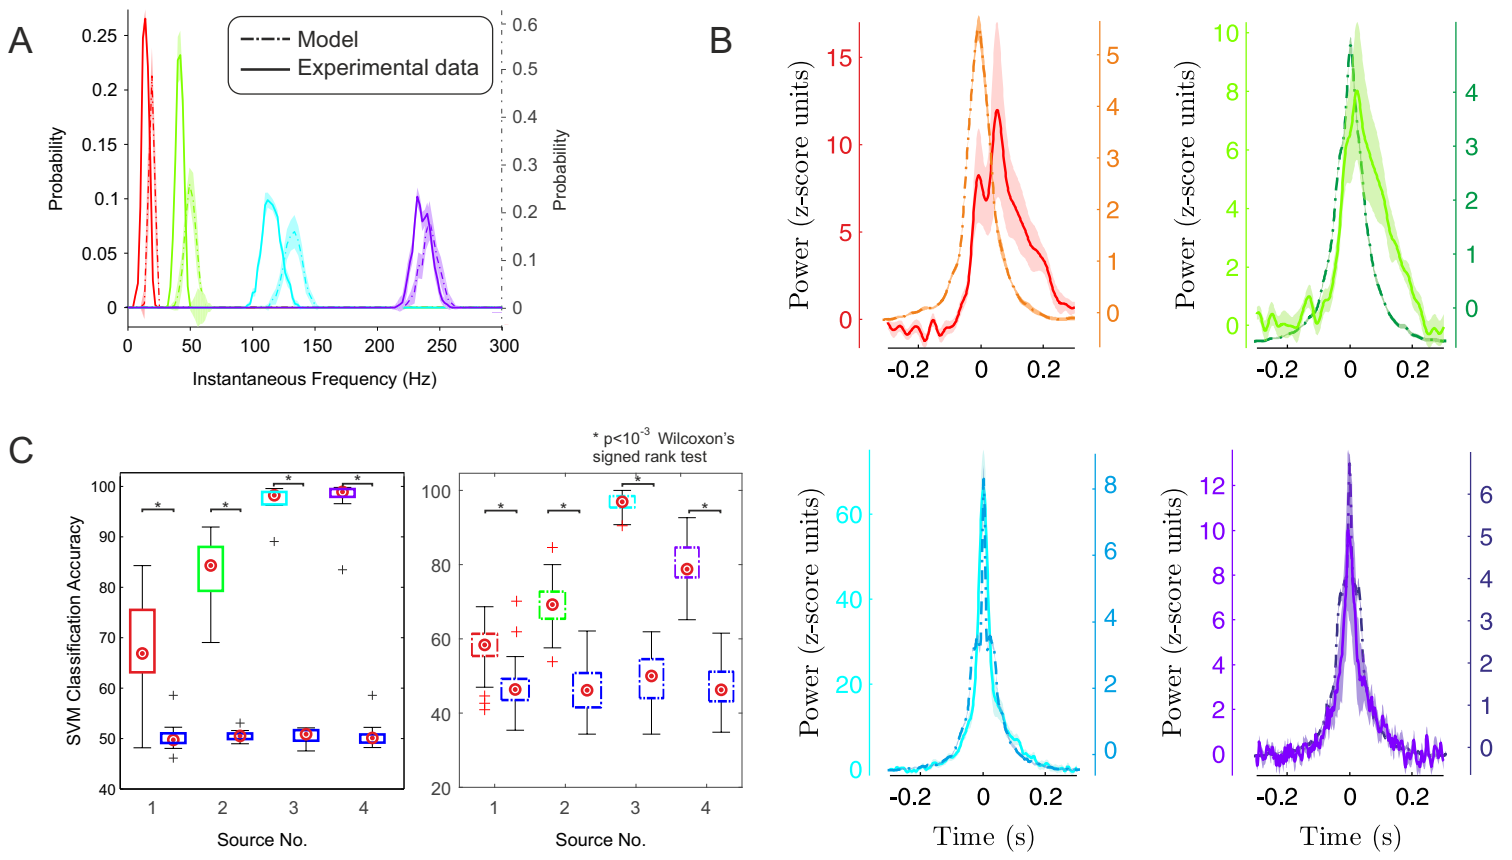 A
Model
Experimental data
0.25
0.2
0.15
0.1
0.05
0
Probability
0.6
0.5
0.4
0.3
0.2
0.1
0
Probability
0 50 100 150 200 250 300
Instantaneous Frequency (Hz)
B
15
10
5
0
Power (z-score units)
5
4
3
2
1
0
-0.2 0 0.2
10
8
6
4
2
0
Power (z-score units)
4
3
2
1
0
-0.2 0 0.2
60
40
20
0
Power (z-score units)
8
6
4
2
0
-0.2 0 0.2
Time (s)
12
10
8
6
4
2
0
Power (z-score units)
6
5
4
3
2
1
0
-0.2 0 0.2
Time (s)
C
* p<10-3 Wilcoxon's
signed rank test
100
90
80
70
60
50
40
SVM Classification Accuracy
* * * *
1 2 3 4
Source No.
1 2 3 4
100
80
60
40
20
* * * *
1 2 3 4
Source No.